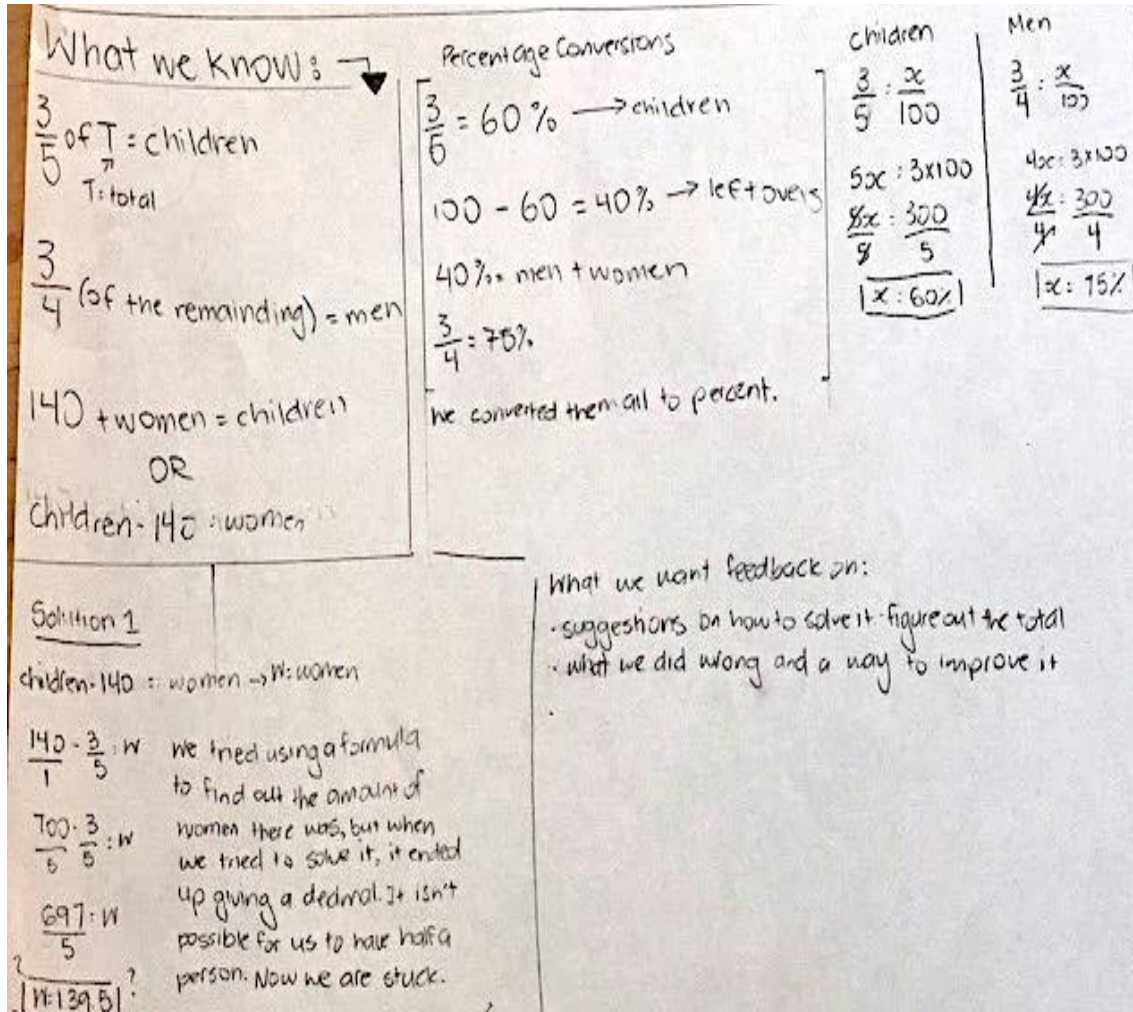 What we know:
3/5 of T = children
T = total
3/4 (of the remainding) = men
140 + women = children
OR
Children - 140 = women
Percentage Conversions
3/5 = 60% → children
100 - 60 = 40% → leftovers
40% = men + women
3/4 = 75%
We converted them all to percent.
Children
3/5 = x/100
5x = 3x100
5x/5 = 300/5
x = 60%
Men
3/4 = x/100
4x = 3x100
4x/4 = 300/4
x = 75%
Solution 1
children - 140 = women → W = women
140/1 - 3/5 = W
700/5 - 3/5 = W
697/5 = W
? W = 139.5 ?
We tried using a formula
to find out the amount of
women there was, but when
we tried to solve it, it ended
up giving a decimal. It isn't
possible for us to have half a
person. Now we are stuck.
What we want feedback on:
- suggestions on how to solve it - figure out the total
- what we did wrong and a way to improve it
-